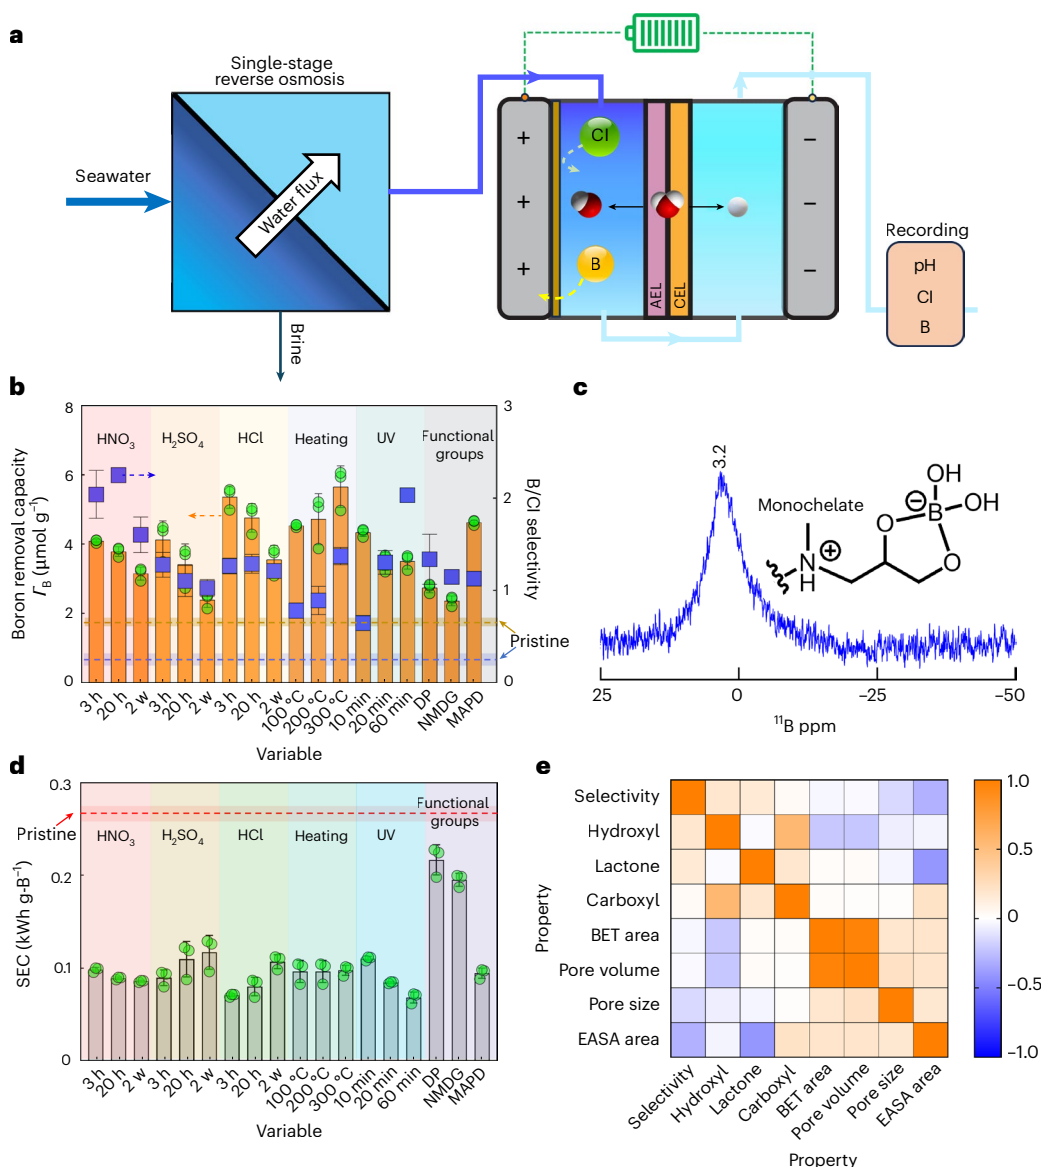 a
Single-stage
reverse osmosis
Seawater
Water flux
Brine
+
+
+
Cl
B
AEL
CEL
−
−
−
Recording
pH
Cl
B
b
Boron removal capacity
Γ_B (µmol g⁻¹)
8
6
4
2
0
HNO₃
H₂SO₄
HCl
Heating
UV
Functional
groups
3
2
1
0
B/Cl selectivity
Pristine
3 h
20 h
2 w
3 h
20 h
2 w
3 h
20 h
2 w
100 °C
200 °C
300 °C
10 min
20 min
60 min
DP
NMDG
MAPD
Variable
c
3.2
Monochelate
OH
⊖
B
OH
O
O
N
H
⊕
25
0
−25
−50
¹¹B ppm
d
SEC (kWh g-B⁻¹)
0.3
0.2
0.1
0
Pristine
HNO₃
H₂SO₄
HCl
Heating
UV
Functional
groups
3 h
20 h
2 w
3 h
20 h
2 w
3 h
20 h
2 w
100 °C
200 °C
300 °C
10 min
20 min
60 min
DP
NMDG
MAPD
Variable
e
Property
Selectivity
Hydroxyl
Lactone
Carboxyl
BET area
Pore volume
Pore size
EASA area
Selectivity
Hydroxyl
Lactone
Carboxyl
BET area
Pore volume
Pore size
EASA area
Property
1.0
0.5
0
−0.5
−1.0